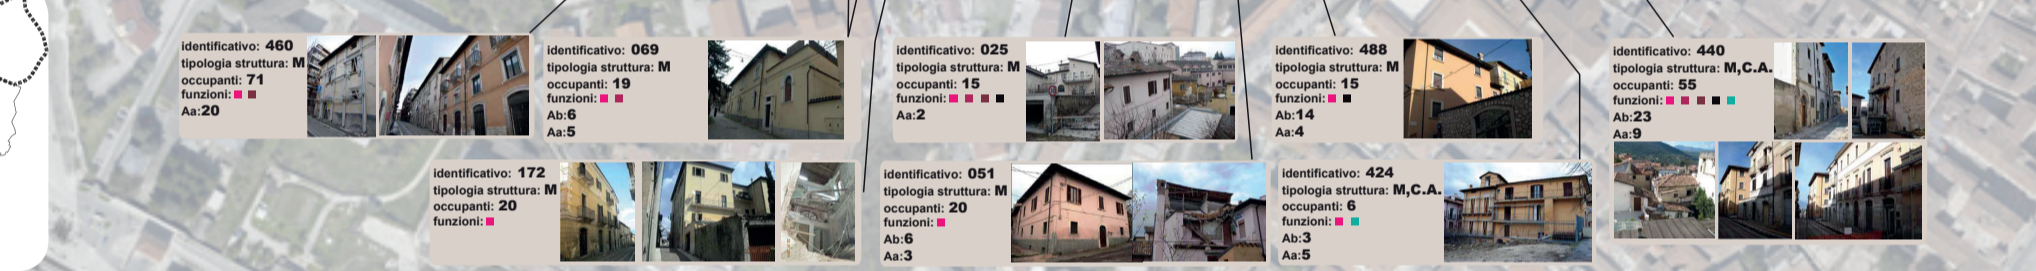 identificativo: 460
tipologia struttura: M
occupanti: 71
funzioni:
Aa:20
identificativo: 069
tipologia struttura: M
occupanti: 19
funzioni:
Ab:6
Aa:5
identificativo: 025
tipologia struttura: M
occupanti: 15
funzioni:
Aa:2
identificativo: 488
tipologia struttura: M
occupanti: 15
funzioni:
Ab:14
Aa:4
identificativo: 440
tipologia struttura: M,C.A.
occupanti: 55
funzioni:
Ab:23
Aa:9
identificativo: 172
tipologia struttura: M
occupanti: 20
funzioni:
identificativo: 051
tipologia struttura: M
occupanti: 20
funzioni:
Ab:6
Aa:3
identificativo: 424
tipologia struttura: M,C.A.
occupanti: 6
funzioni:
Ab:3
Aa:5